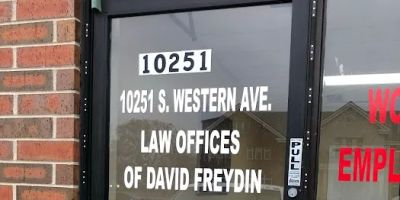 10251
10251 S. WESTERN AVE.
LAW OFFICES
OF DAVID FREYDIN
PULL